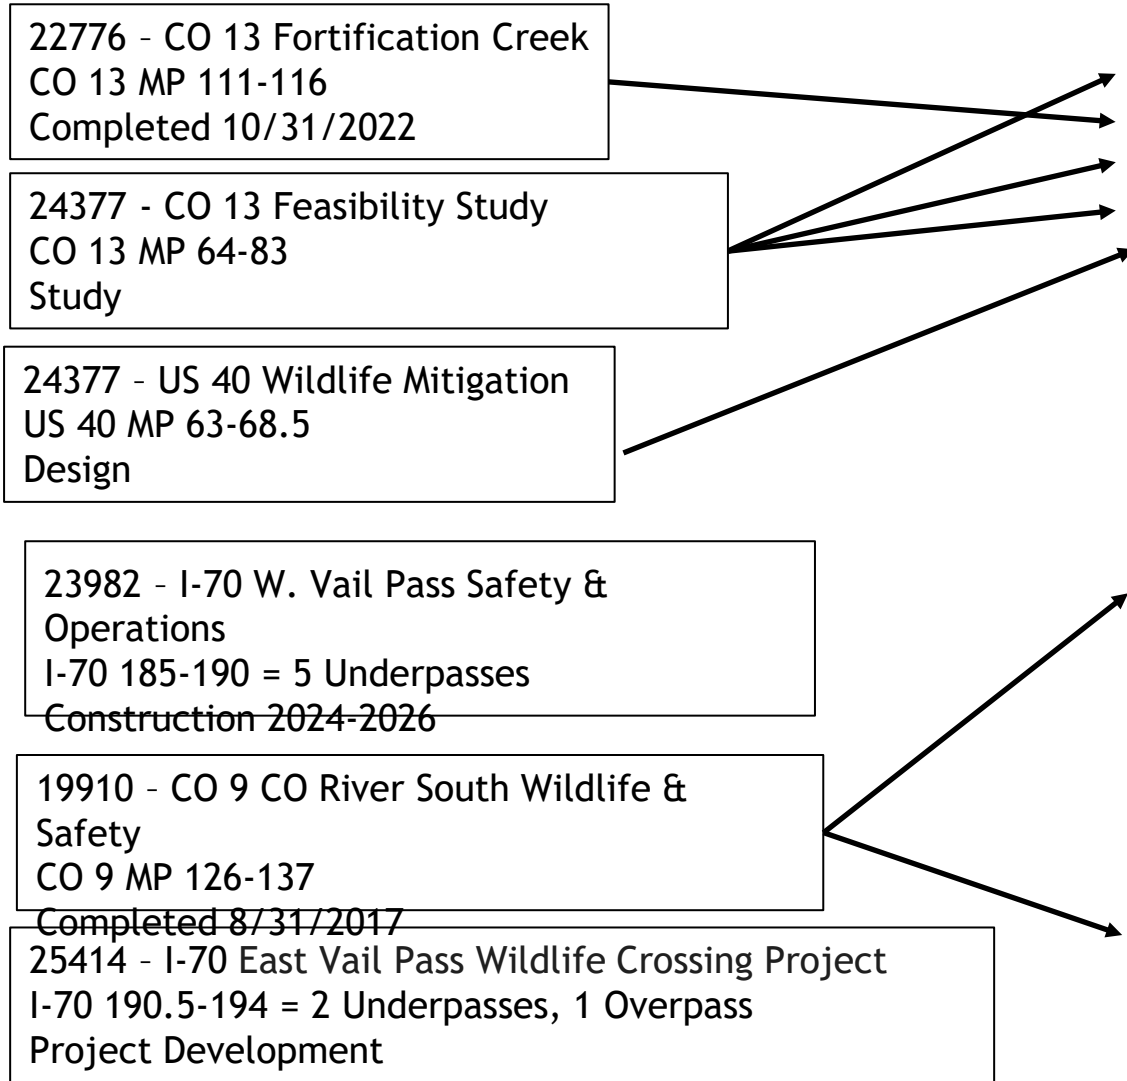 22776 – CO 13 Fortification Creek
CO 13 MP 111-116
Completed 10/31/2022
24377 - CO 13 Feasibility Study
CO 13 MP 64-83
Study
24377 – US 40 Wildlife Mitigation
US 40 MP 63-68.5
Design
23982 – I-70 W. Vail Pass Safety &
Operations
I-70 185-190 = 5 Underpasses
Construction 2024-2026
19910 – CO 9 CO River South Wildlife &
Safety
CO 9 MP 126-137
Completed 8/31/2017
25414 – I-70 East Vail Pass Wildlife Crossing Project
I-70 190.5-194 = 2 Underpasses, 1 Overpass
Project Development